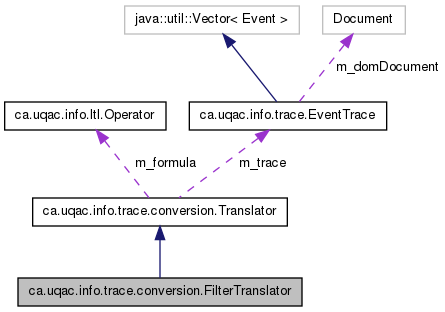 java::util::Vector< Event >
Document
m_domDocument
ca.uqac.info.ltl.Operator
ca.uqac.info.trace.EventTrace
m_formula
m_trace
ca.uqac.info.trace.conversion.Translator
ca.uqac.info.trace.conversion.FilterTranslator